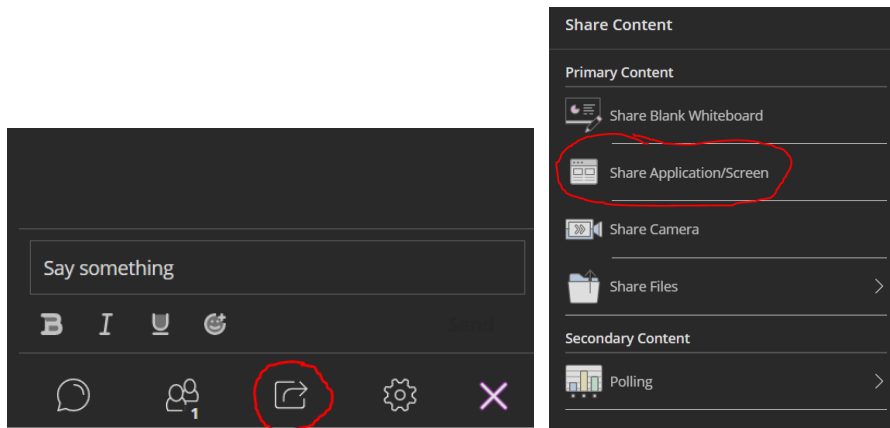 Say something
B I U
Send
1
Share Content
Primary Content
Share Blank Whiteboard
Share Application/Screen
Share Camera
Share Files
Secondary Content
Polling